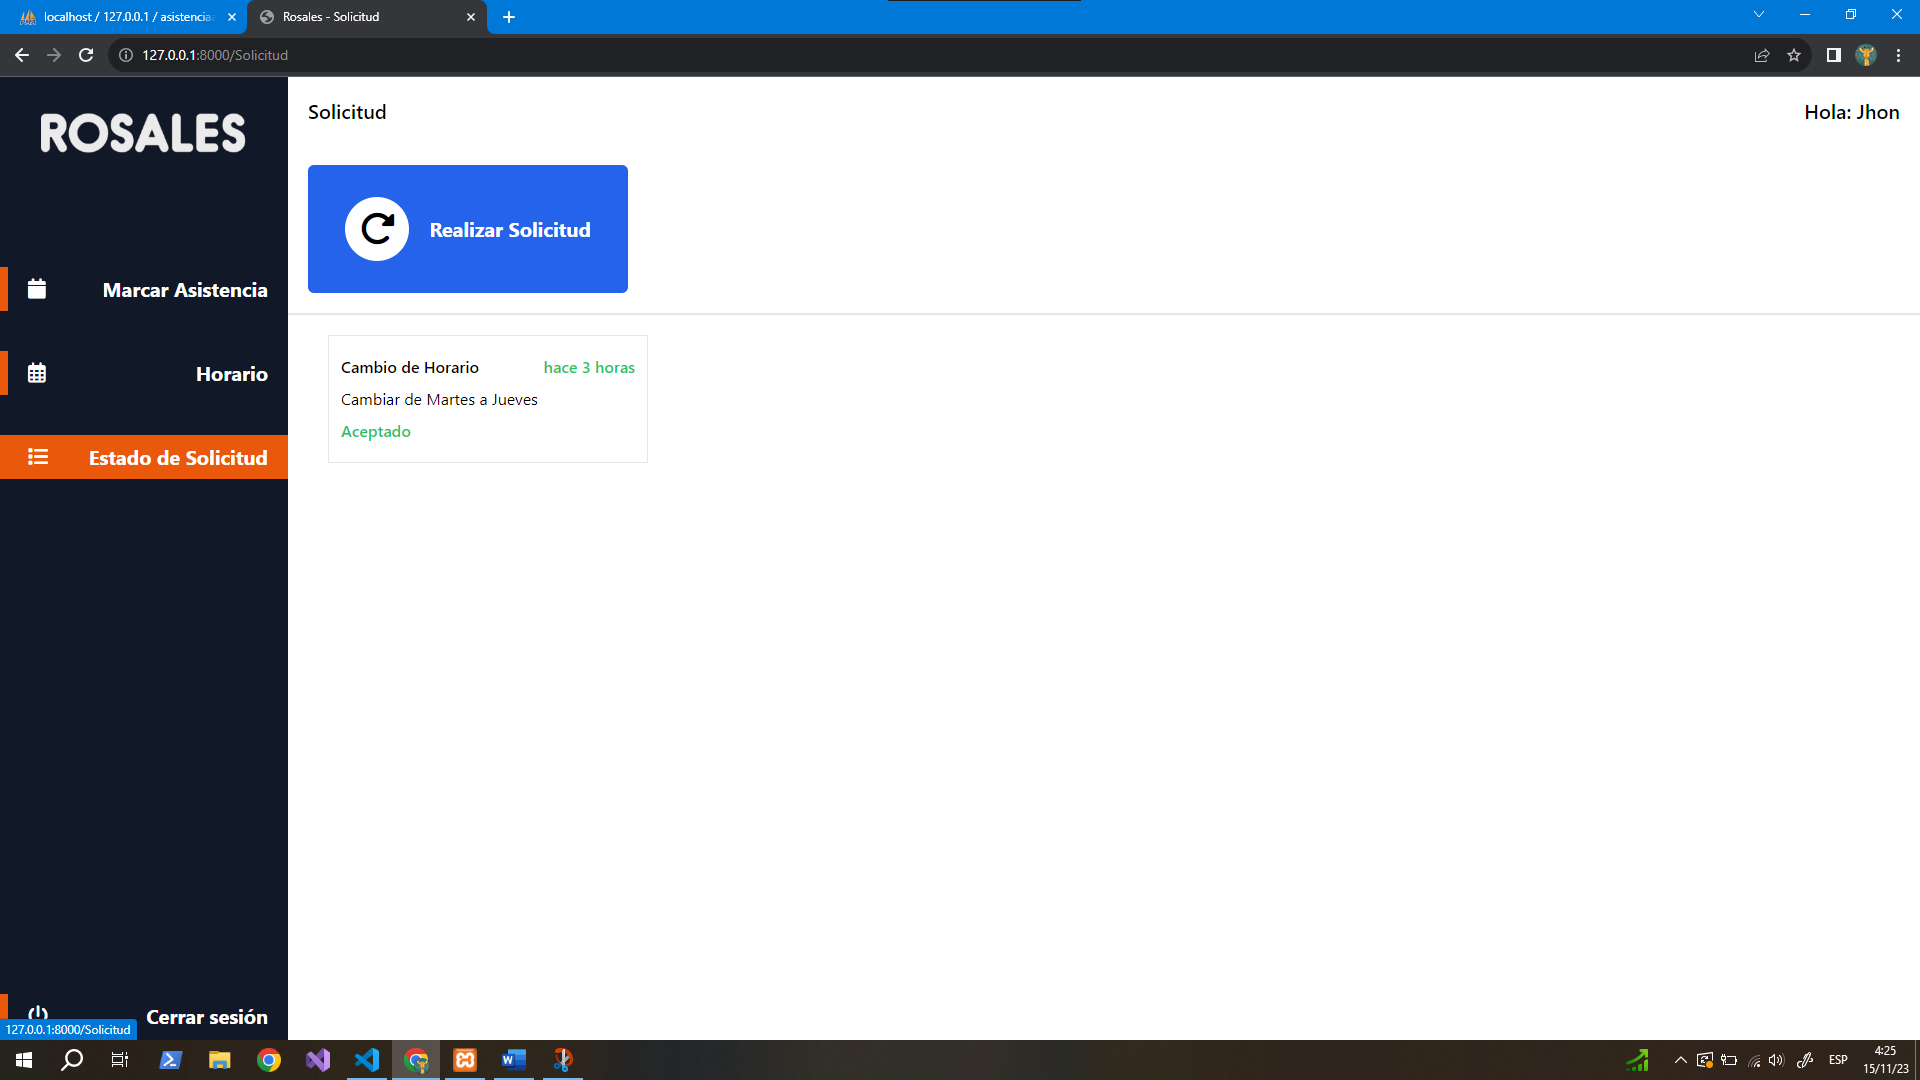 localhost / 127.0.0.1 / asistencia
Rosales - Solicitud
127.0.0.1:8000/Solicitud
ROSALES
Marcar Asistencia
Horario
Estado de Solicitud
Cerrar sesión
127.0.0.1:8000/Solicitud
Solicitud
Hola: Jhon
Realizar Solicitud
Cambio de Horario
hace 3 horas
Cambiar de Martes a Jueves
Aceptado
ESP
4:25
15/11/23